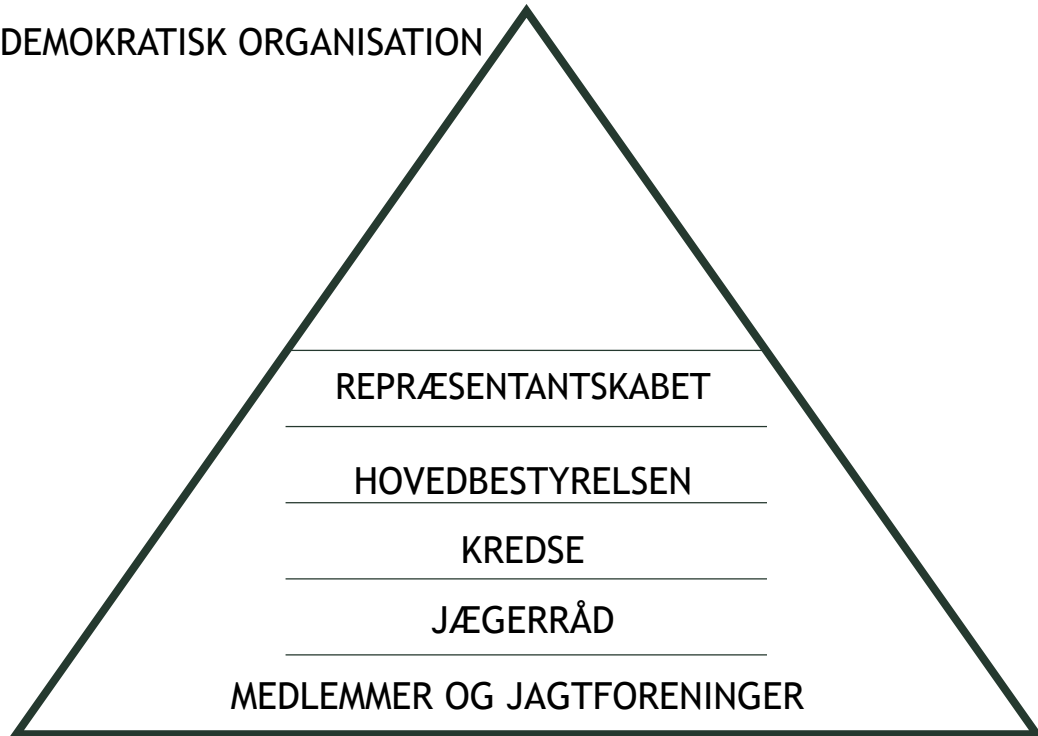 DEMOKRATISK ORGANISATION
REPRÆSENTANTSKABET
HOVEDBESTYRELSEN
KREDSE
JÆGERRÅD
MEDLEMMER OG JAGTFORENINGER